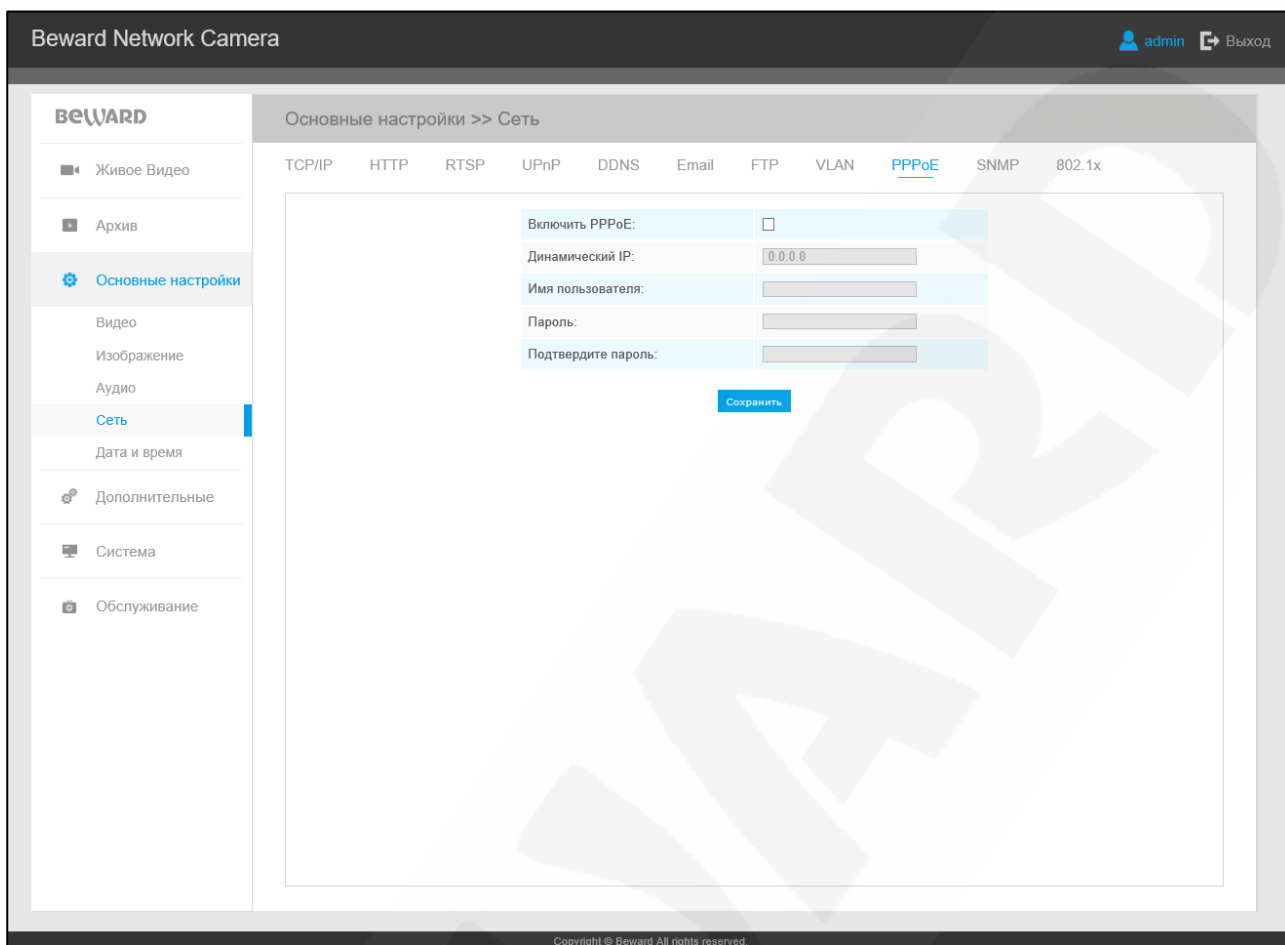 Beward Network Camera
admin Выход
BEWARD
Основные настройки >> Сеть
Живое Видео
Архив
Основные настройки
Видео
Изображение
Аудио
Сеть
Дата и время
Дополнительные
Система
Обслуживание
TCP/IP HTTP RTSP UPnP DDNS Email FTP VLAN PPPoE SNMP 802.1x
Включить PPPoE:
Динамический IP: 0.0.0.0
Имя пользователя:
Пароль:
Подтвердите пароль:
Сохранить
Copyright © Beward All rights reserved.
WARD